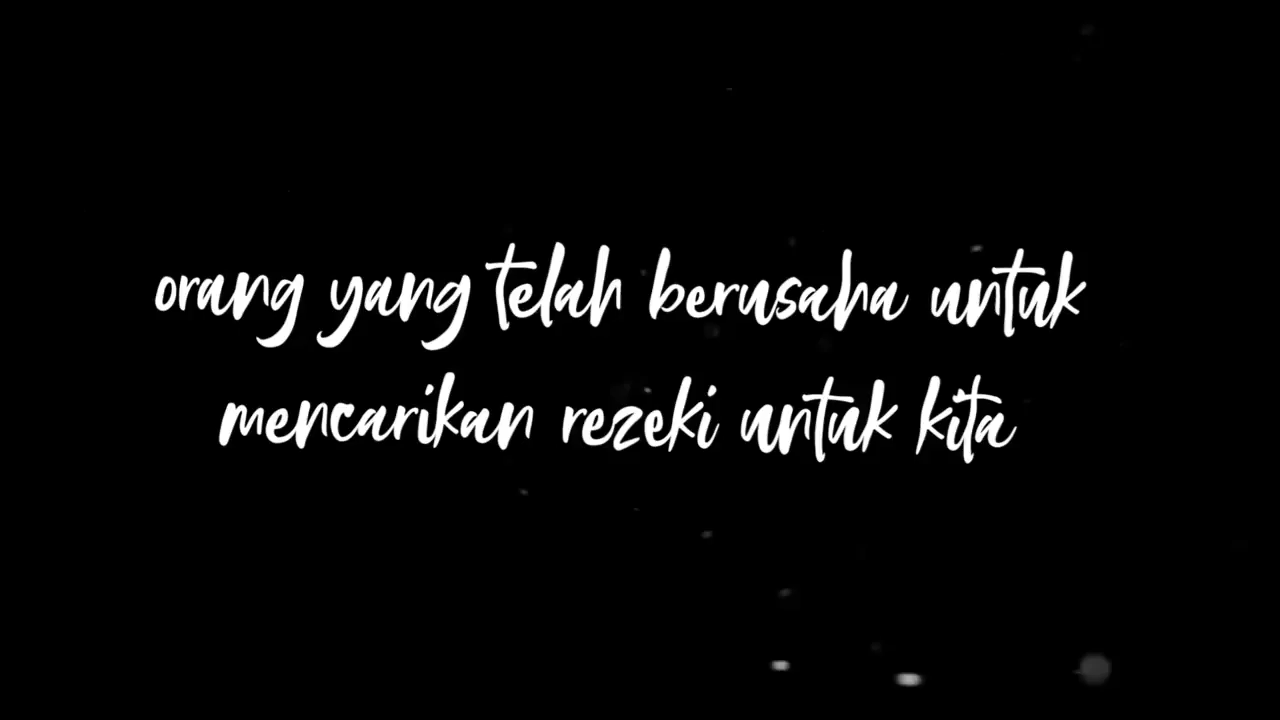 orang yang telah berusaha untuk
mencarikan rezeki untuk kita